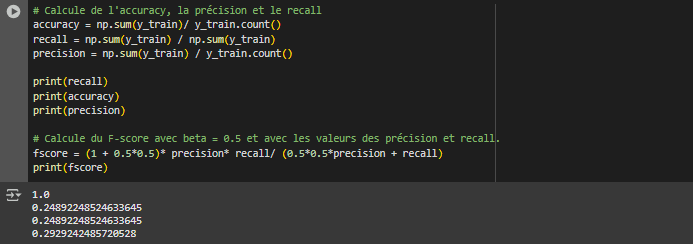 # Calcule de l'accuracy, la précision et le recall
accuracy = np.sum(y_train)/ y_train.count()
recall = np.sum(y_train) / np.sum(y_train)
precision = np.sum(y_train) / y_train.count()
print(recall)
print(accuracy)
print(precision)
# Calcule du F-score avec beta = 0.5 et avec les valeurs des précision et recall.
fscore = (1 + 0.5*0.5)* precision* recall/ (0.5*0.5*precision + recall)
print(fscore)
1.0
0.24892248524633645
0.24892248524633645
0.2929242485720528